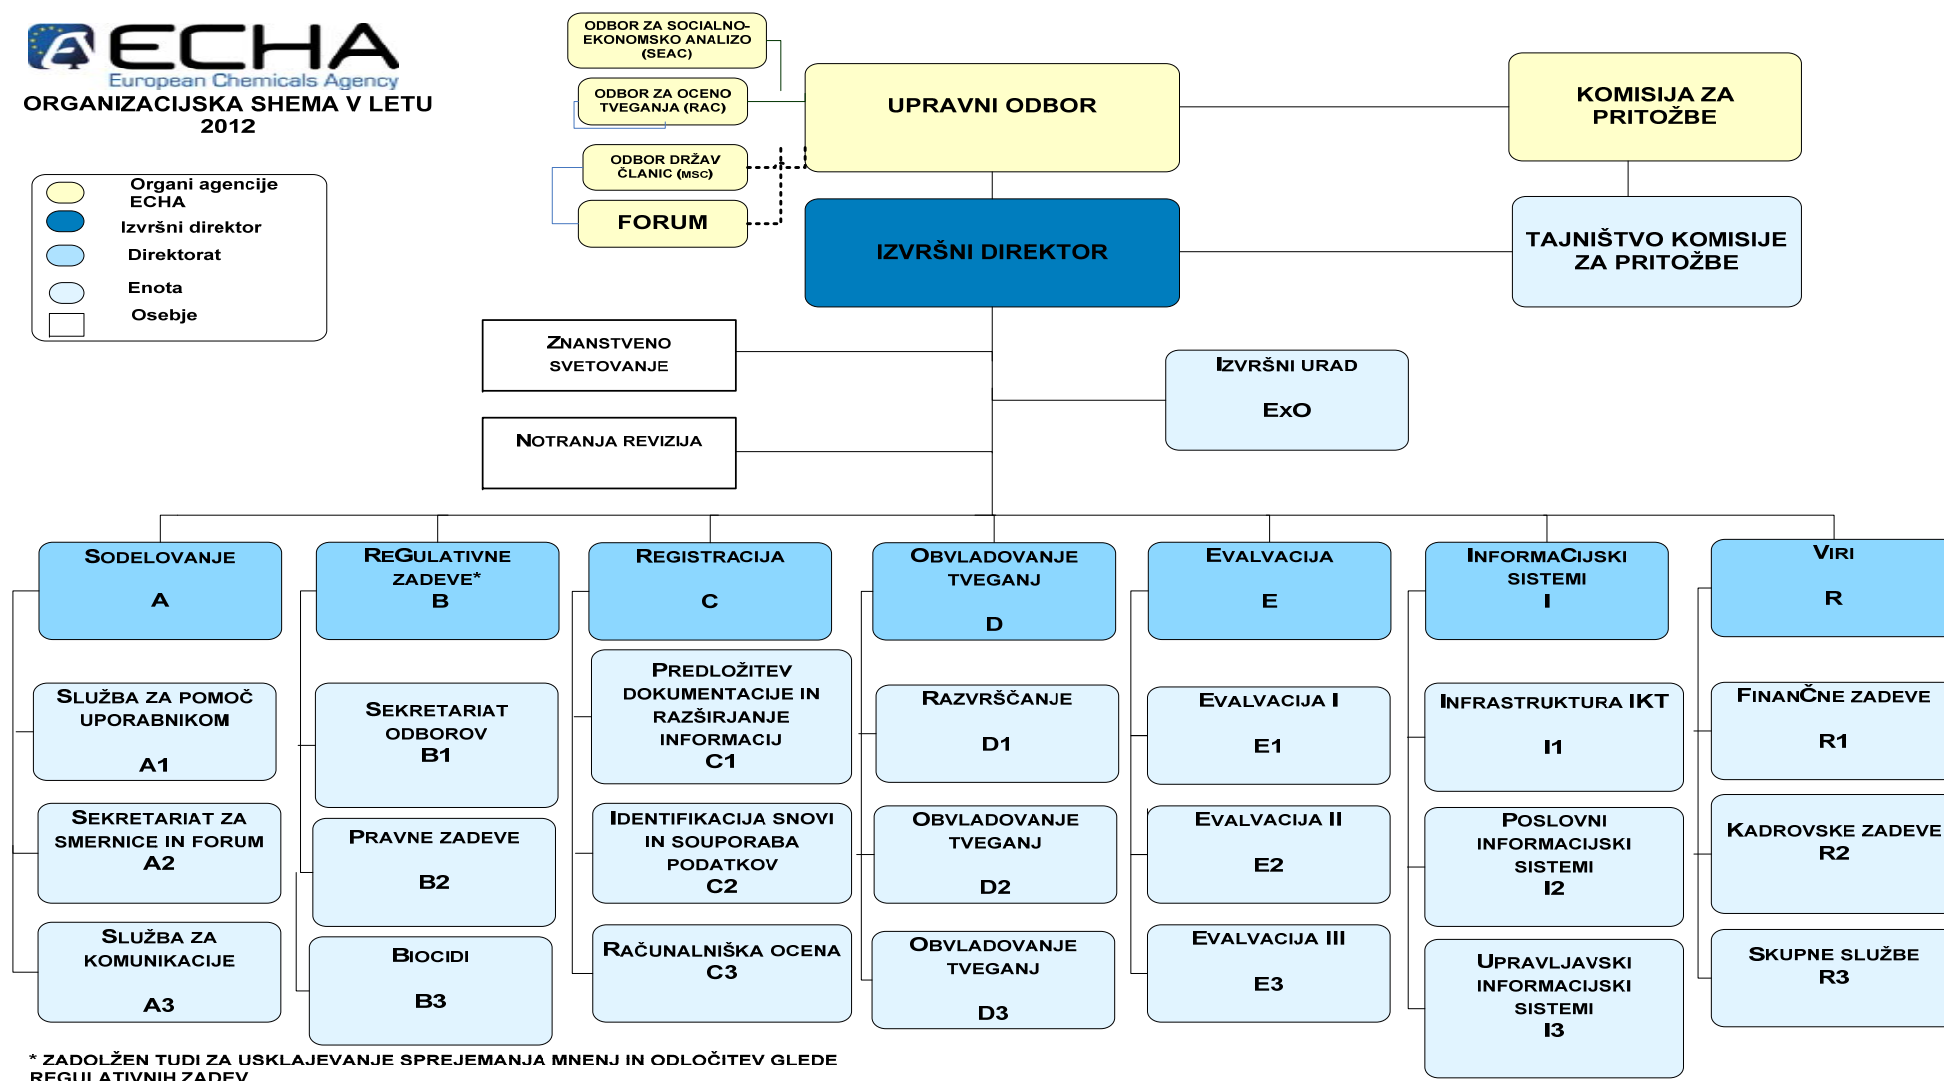 ECHA
European Chemicals Agency
ORGANIZACIJSKA SHEMA V LETU
2012
Organi agencije
ECHA
Izvršni direktor
Direktorat
Enota
Osebje
ODBOR ZA SOCIALNO-
EKONOMSKO ANALIZO
(SEAC)
ODBOR ZA OCENO
TVEGANJA (RAC)
ODBOR DRŽAV
ČLANIC (MSC)
FORUM
UPRAVNI ODBOR
KOMISIJA ZA
PRITOŽBE
IZVRŠNI DIREKTOR
TAJNIŠTVO KOMISIJE
ZA PRITOŽBE
ZNANSTVENO
SVETOVANJE
IZVRŠNI URAD
ExO
NOTRANJA REVIZIJA
SODELOVANJE
A
REGULATIVNE
ZADEVE*
B
REGISTRACIJA
C
OBVLADOVANJE
TVEGANJ
D
EVALVACIJA
E
INFORMACIJSKI
SISTEMI
I
VIRI
R
SLUŽBA ZA POMOČ
UPORABNIKOM
A1
SEKRETARIAT ZA
SMERNICE IN FORUM
A2
SLUŽBA ZA
KOMUNIKACIJE
A3
SEKRETARIAT
ODBOROV
B1
PRAVNE ZADEVE
B2
BIOCIDI
B3
PREDLOŽITEV
DOKUMENTACIJE IN
RAZŠIRJANJE
INFORMACIJ
C1
IDENTIFIKACIJA SNOVI
IN SOUPORABA
PODATKOV
C2
RAČUNALNIŠKA OCENA
C3
RAZVRŠČANJE
D1
OBVLADOVANJE
TVEGANJ
D2
OBVLADOVANJE
TVEGANJ
D3
EVALVACIJA I
E1
EVALVACIJA II
E2
EVALVACIJA III
E3
INFRASTRUKTURA IKT
I1
POSLOVNI
INFORMACIJSKI
SISTEMI
I2
UPRAVLJAVSKI
INFORMACIJSKI
SISTEMI
I3
FINANČNE ZADEVE
R1
KADROVSKE ZADEVE
R2
SKUPNE SLUŽBE
R3
* ZADOLŽEN TUDI ZA USKLAJEVANJE SPREJEMANJA MNENJ IN ODLOČITEV GLEDE
REGULATIVNIH ZADEV